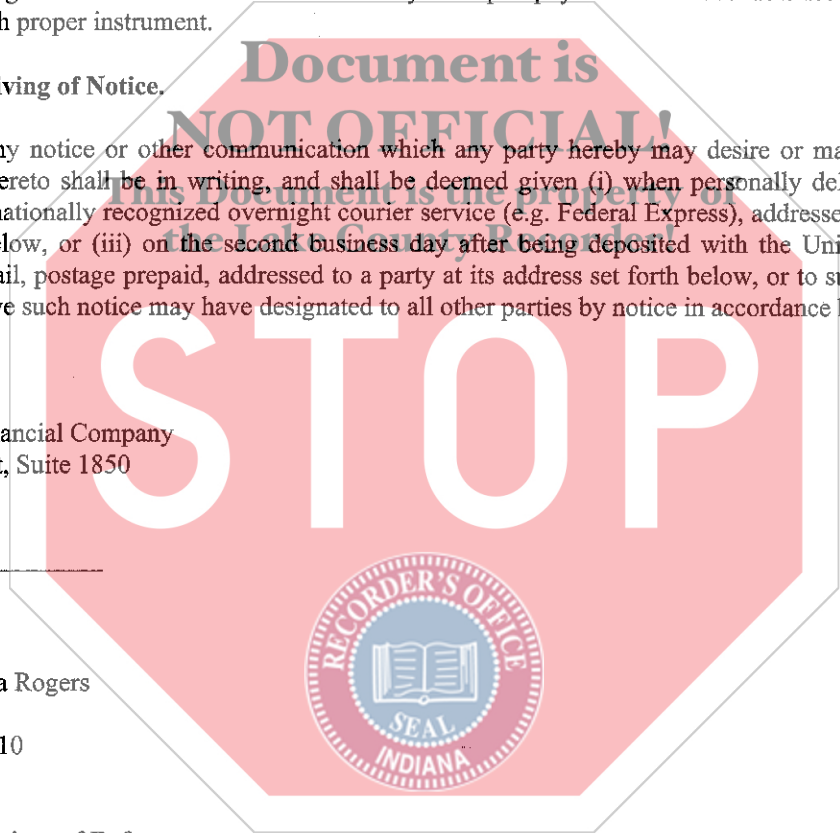 h proper instrument.
Document is
iving of Notice.
NOT OFFICIAL!
ny notice or other communication which any party hereby may desire or ma
ereto shall be in writing, and shall be deemed given (i) when personally del
This Document is the property of
nationally recognized overnight courier service (e.g. Federal Express), addresse
the Lake County Recorder!
low, or (iii) on the second business day after being deposited with the Uni
ail, postage prepaid, addressed to a party at its address set forth below, or to su
ve such notice may have designated to all other parties by notice in accordance
STOP
ancial Company
, Suite 1850
RECORDER'S OFFICE
a Rogers
SEAL
10
INDIANA